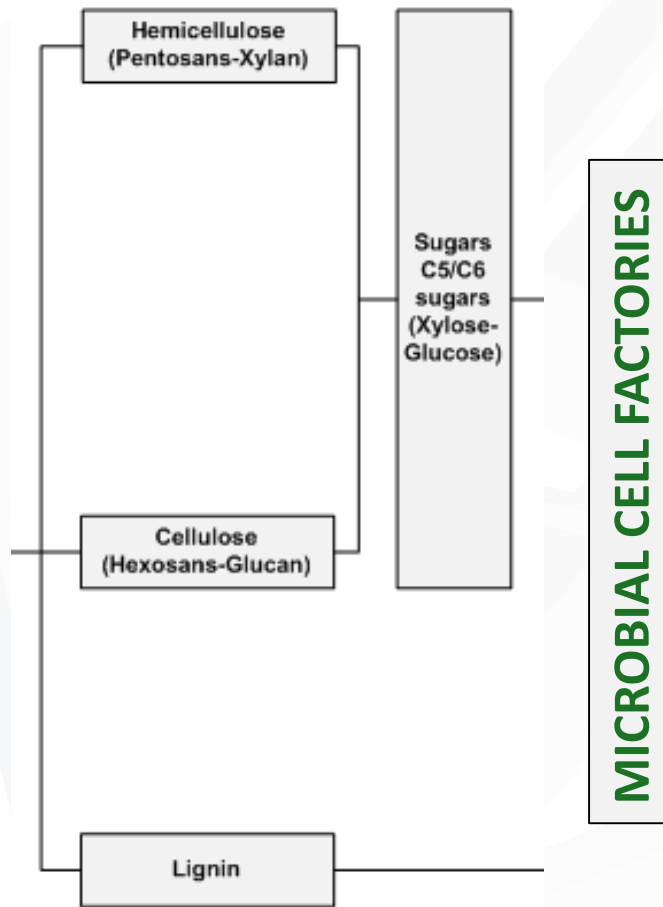 Hemicellulose
(Pentosans-Xylan)
Sugars
C5/C6
sugars
(Xylose-
Glucose)
Cellulose
(Hexosans-Glucan)
Lignin
MICROBIAL CELL FACTORIES